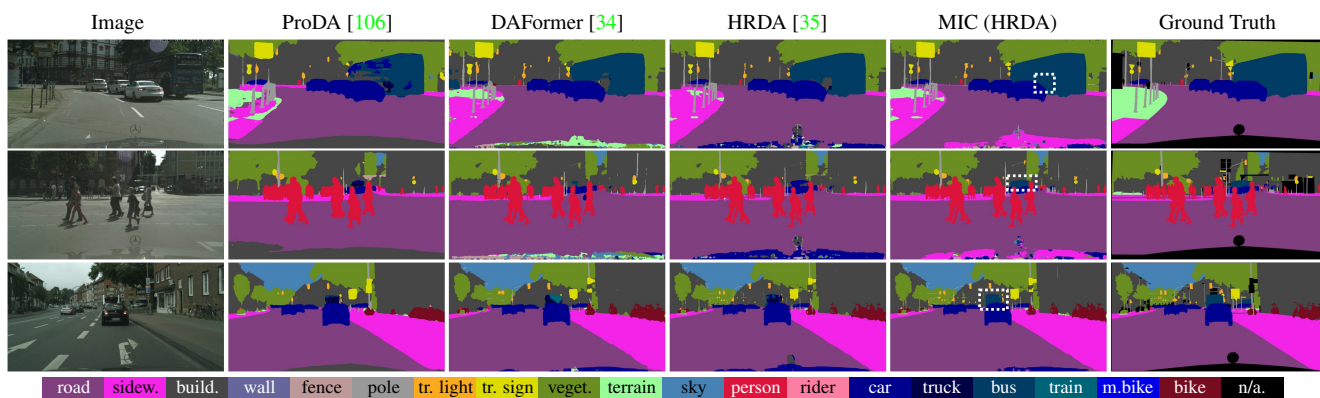 Image ProDA [106] DAFormer [34] HRDA [35] MIC (HRDA) Ground Truth
road sidew. build. wall fence pole tr. light tr. sign veget. terrain sky person rider car truck bus train m.bike bike n/a.